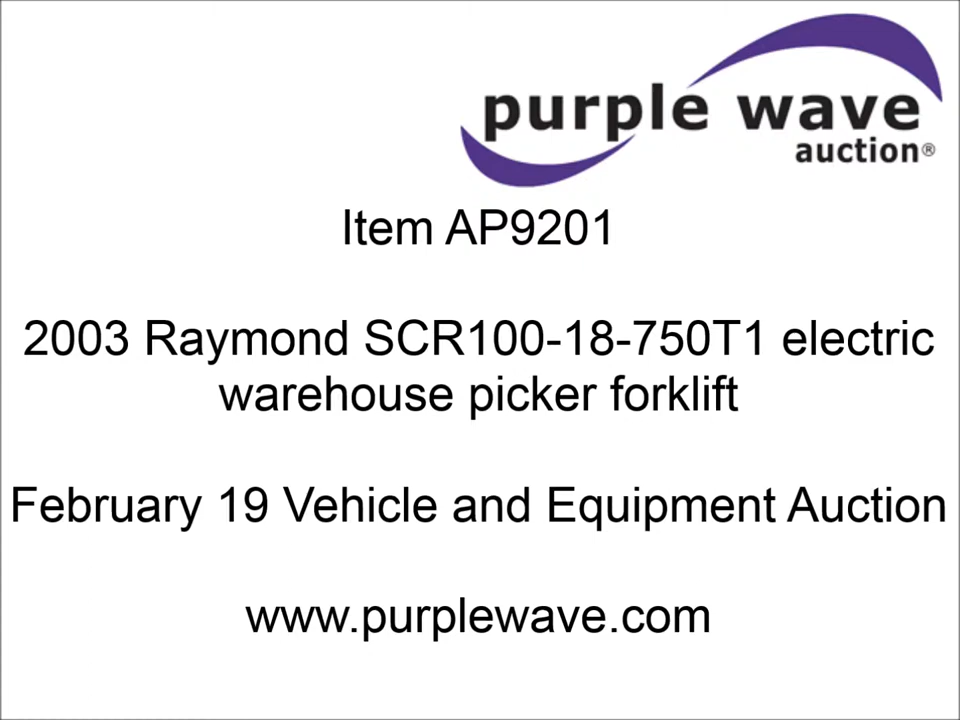 purple wave
auction®
Item AP9201
2003 Raymond SCR100-18-750T1 electric
warehouse picker forklift
February 19 Vehicle and Equipment Auction
www.purplewave.com